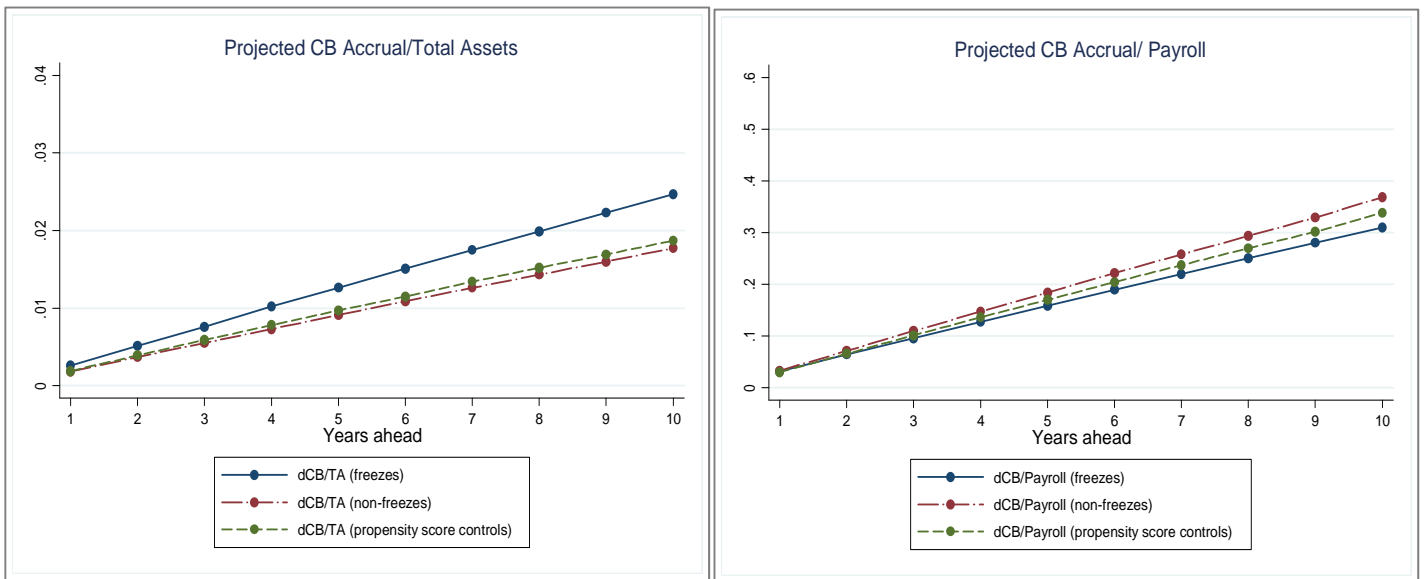 Projected CB Accrual/Total Assets
.04
.03
.02
.01
0
1 2 3 4 5 6 7 8 9 10
Years ahead
dCB/TA (freezes)
dCB/TA (non-freezes)
dCB/TA (propensity score controls)
Projected CB Accrual/ Payroll
.6
.5
.4
.3
.2
.1
0
1 2 3 4 5 6 7 8 9 10
Years ahead
dCB/Payroll (freezes)
dCB/Payroll (non-freezes)
dCB/Payroll (propensity score controls)